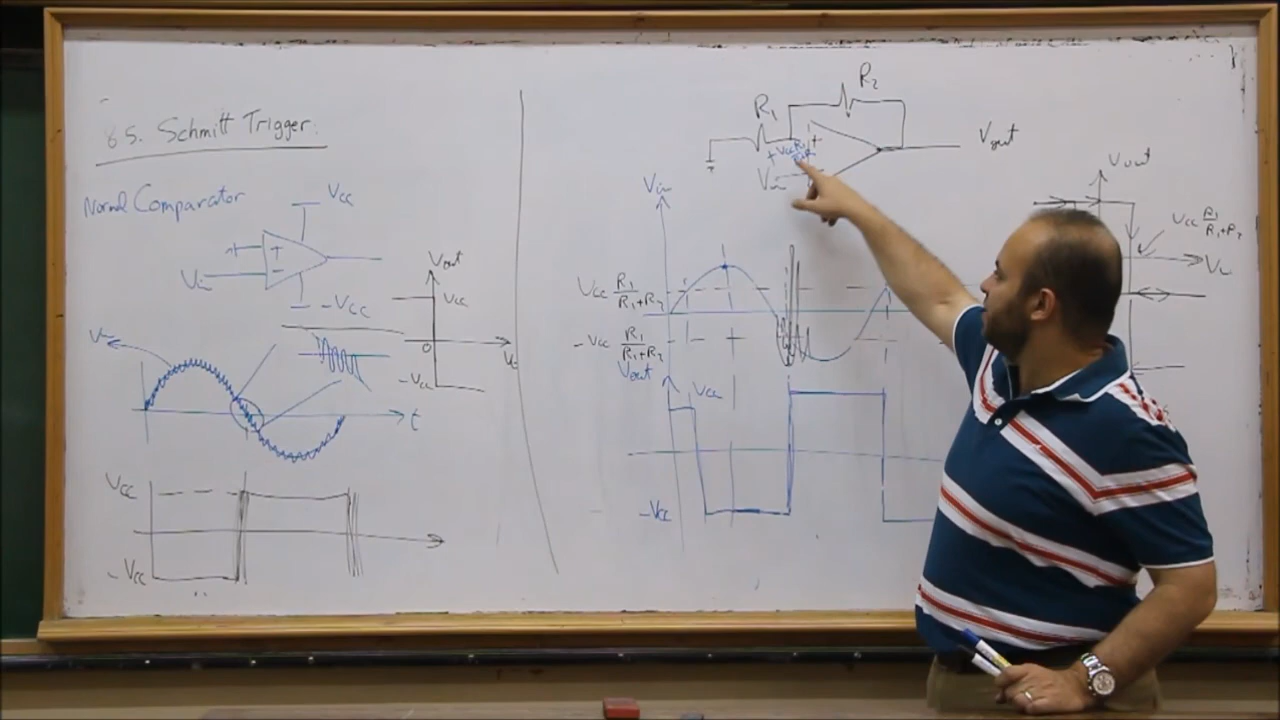 8.5. Schmitt Trigger:
Normal Comparator
Vcc
+
Vi
-
-Vcc
Vout
Vcc
0
-Vcc
t
Vcc
-Vcc
R1
R2
+
Vout
Vin
Vin
Vcc R1/R1+R2
-Vcc R1/R1+R2
Vout
Vcc
-Vcc
Vout
Vcc R1/R1+R2